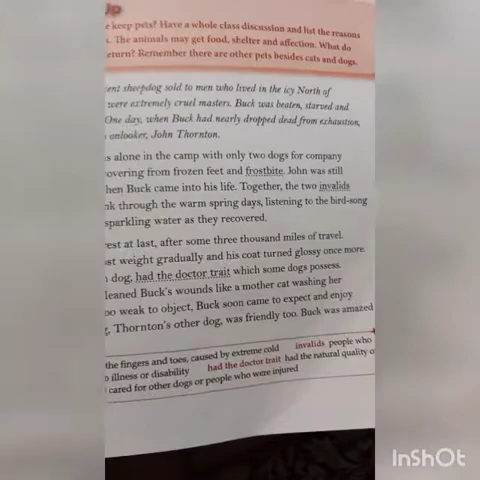 up
e keep pets? Have a whole class discussion and list the reasons
. The animals may get food, shelter and affection. What do
eturn? Remember there are other pets besides cats and dogs.
ent sheepdog sold to men who lived in the icy North of
were extremely cruel masters. Buck was beaten, starved and
One day, when Buck had nearly dropped dead from exhaustion,
onlooker, John Thornton.
s alone in the camp with only two dogs for company
overing from frozen feet and frostbite. John was still
hen Buck came into his life. Together, the two invalids
nk through the warm spring days, listening to the bird-song
sparkling water as they recovered.
rest at last, after some three thousand miles of travel.
st weight gradually and his coat turned glossy once more.
dog, had the doctor trait which some dogs possess.
leaned Buck's wounds like a mother cat washing her
oo weak to object, Buck soon came to expect and enjoy
, Thornton's other dog, was friendly too. Buck was amazed
the fingers and toes, caused by extreme cold invalids people who
illness or disability had the doctor trait had the natural quality o
cared for other dogs or people who were injured
InShOt